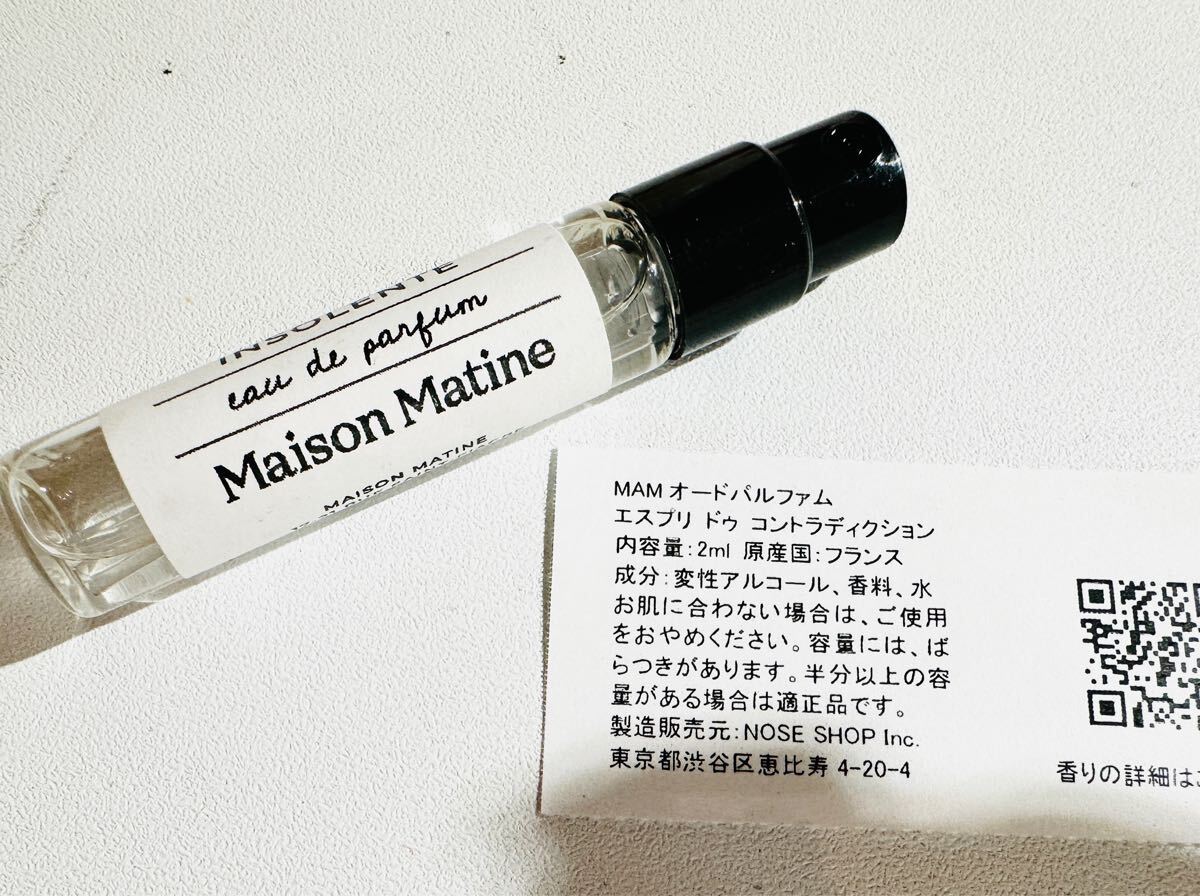 INSOLENTE
eau de parfum
Maison Matine
MAISON MATINE
MAM オードパルファム
エスプリ ドゥ コントラディクション
内容量:2ml 原産国:フランス
成分:変性アルコール、香料、水
お肌に合わない場合は、ご使用
をおやめください。容量には、ば
らつきがあります。半分以上の容
量がある場合は適正品です。
製造販売元:NOSE SHOP Inc.
東京都渋谷区恵比寿 4-20-4
香りの詳細は